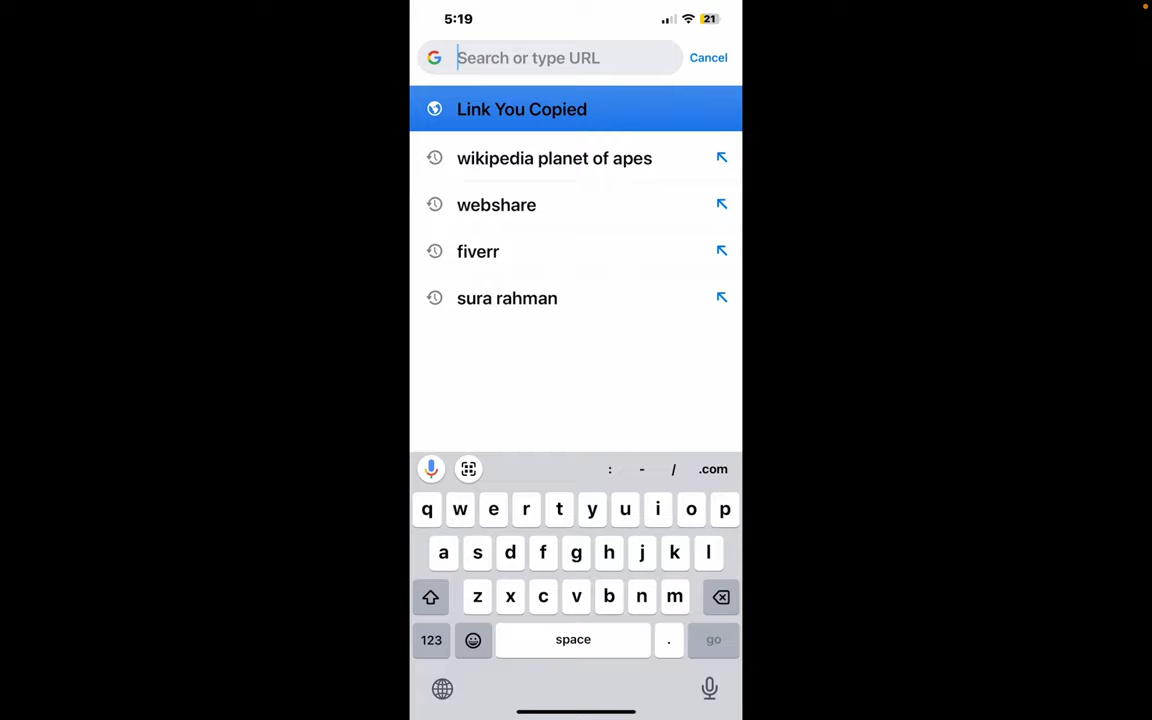 5:19
21
Search or type URL
Cancel
Link You Copied
wikipedia planet of apes
webshare
fiverr
sura rahman
: - / .com
q w e r t y u i o p
a s d f g h j k l
z x c v b n m
123 space . go